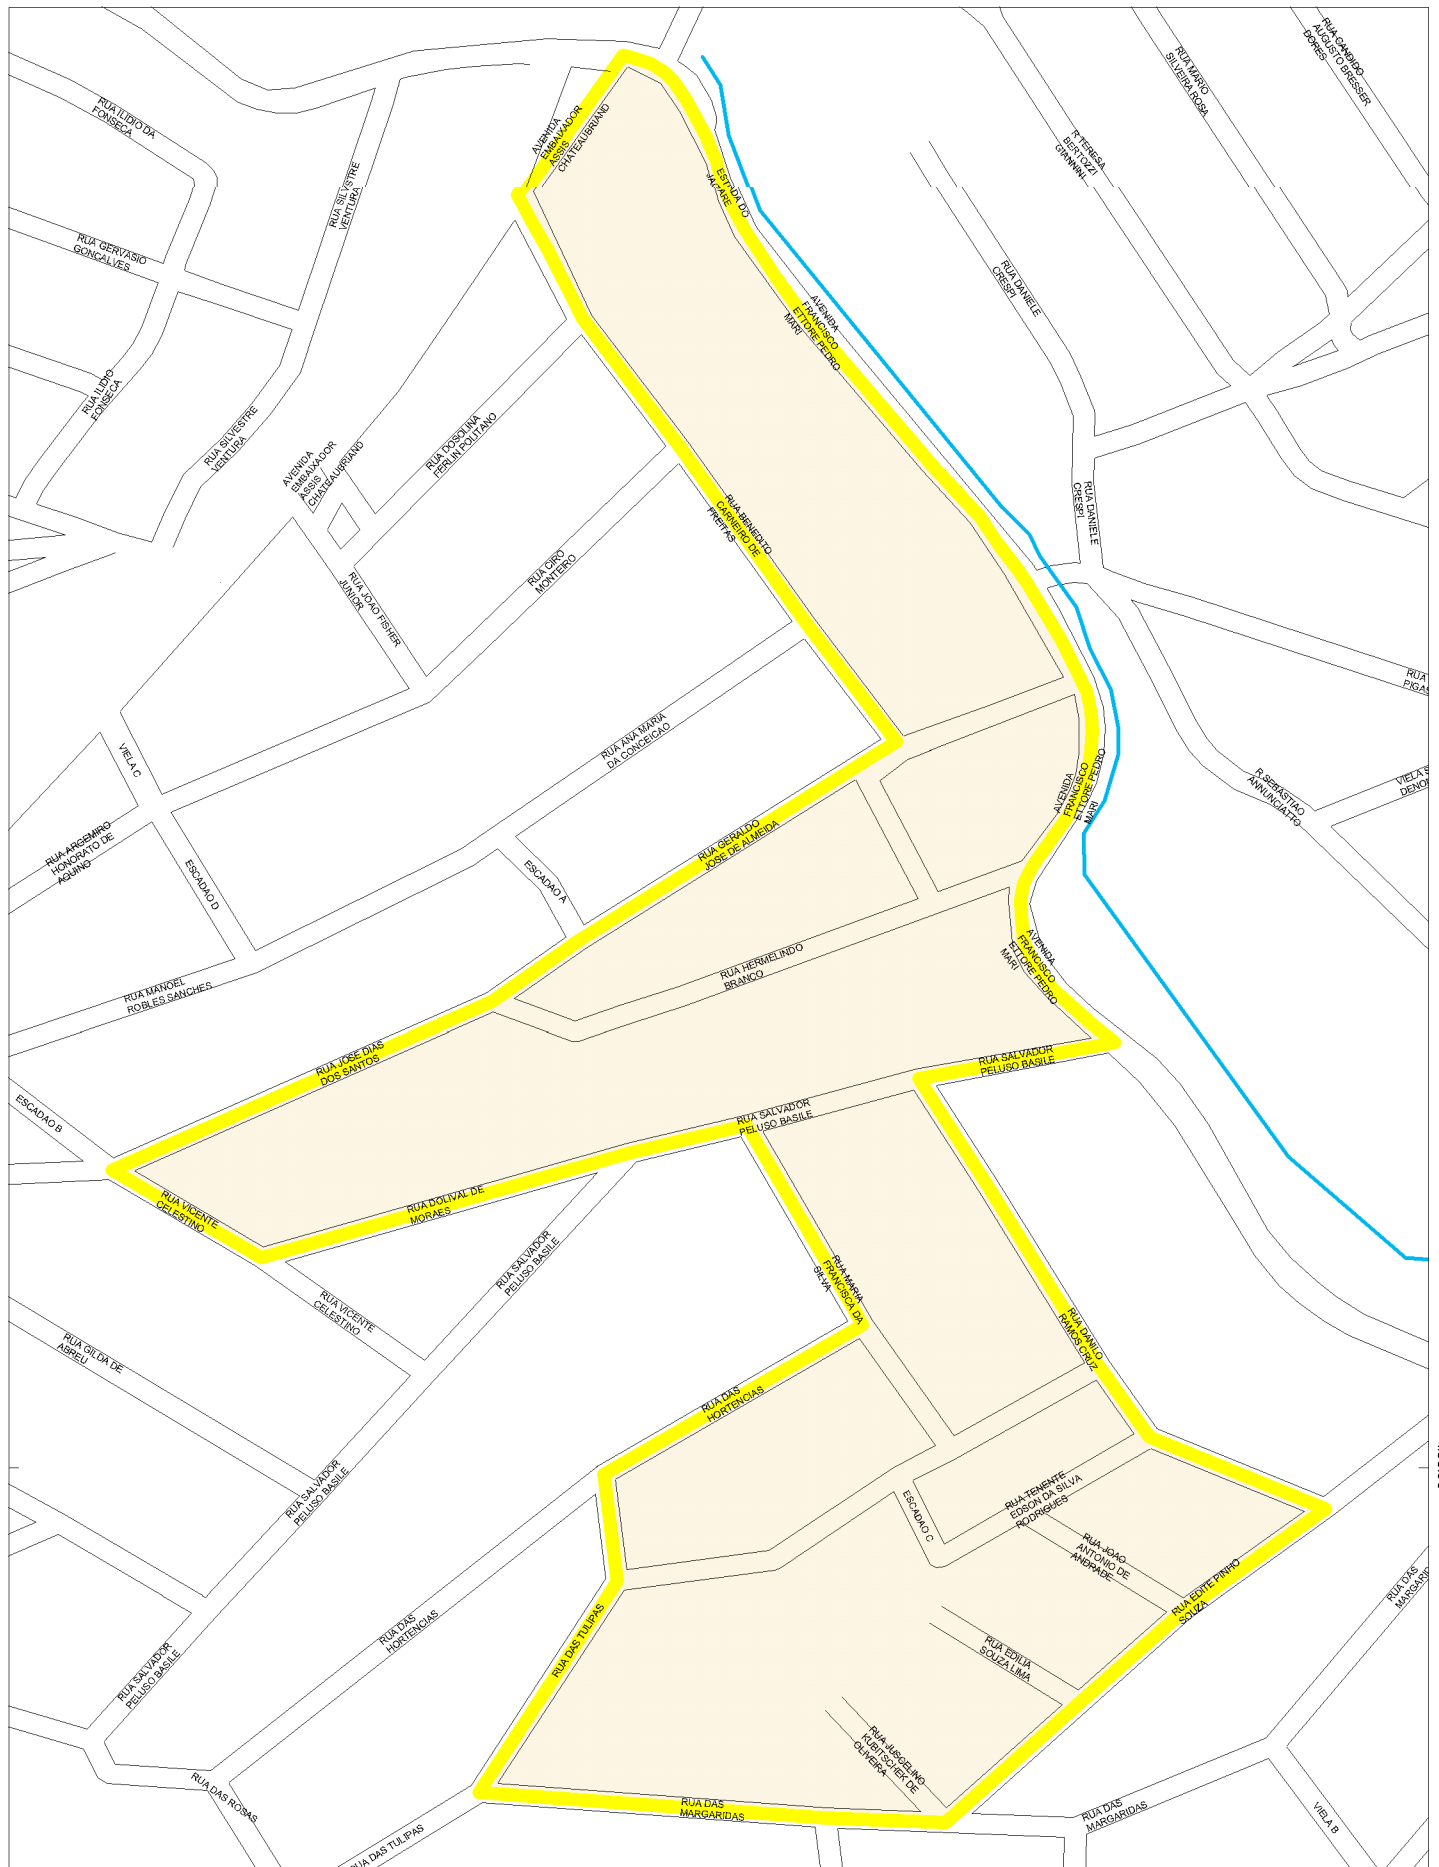 RUA CANDIDO
AUGUSTO BRESSER
DORES
RUA MARIO
SILVEIRA ROSA
R TERESA
BERTOZZI
GIANNINI
RUA ILIDIO DA
FONSECA
AVENIDA
EMBAIXADOR
ASSIS
CHATEAUBRIAND
RUA SILVSTRE
VENTURA
ESTRADA DO
RUA GERVASIO
GONCALVES
RUA DANIELE
CRESPI
AVENIDA
FRANCISCO
ETTORE PEDRO
MARI
RUA ILIDIO
FONSECA
RUA SILVESTRE
VENTURA
AVENIDA
EMBAIXADOR
ASSIS
CHATEAUBRIAND
RUA DOSOLINA
FERLIN POLITANO
RUA DANIELE
CRESPI
RUA BENEDITO
CARNEIRO DE
FREITAS
RUA CIRO
MONTEIRO
RUA JOAO FISHER
JUNIOR
RUA
PIGAS
RUA ANA MARIA
DA CONCEICAO
VIELA C
AVENIDA
FRANCISCO
ETTORE PEDRO
MARI
R SEBASTIAO
ANNUNCIATTO
VIELA S
DENO
RUA ARGEMIRO
HONORATO DE
AQUINO
RUA GERALDO
JOSE DE ALMEIDA
ESCADAO D
ESCADAO A
AVENIDA
FRANCISCO
ETTORE PEDRO
MARI
RUA HERMELINDO
BRANCO
RUA MANOEL
ROBLES SANCHES
RUA JOSE DIAS
DOS SANTOS
RUA SALVADOR
PELUSO BASILE
ESCADAO B
RUA SALVADOR
PELUSO BASILE
RUA VICENTE
CELESTINO
RUA DOLIVAL DE
MORAES
RUA SALVADOR
PELUSO BASILE
RUA MARIA
FRANCISCA DA
SILVA
RUA VICENTE
CELESTINO
RUA GILDA DE
ABREU
RUA DANILO
RAMOS CRUZ
RUA DAS
HORTENCIAS
RUA SALVADOR
PELUSO BASILE
RUA TENENTE
EDSON DA SILVA
RODRIGUES
ESCADAO C
RUA JOAO
ANTONIO DE
ANDRADE
RUA EDITE PINHO
SOUZA
RUA DAS
MARGARID
RUA DAS
HORTENCIAS
RUA DAS TULIPAS
RUA EDILIA
SOUZA LIMA
RUA SALVADOR
PELUSO BASILE
RUA JUSCELINO
KUBITSCHEK DE
OLIVEIRA
RUA DAS ROSAS
RUA DAS
MARGARIDAS
RUA DAS
MARGARIDAS
VIELA B
UA DAS TULIPAS